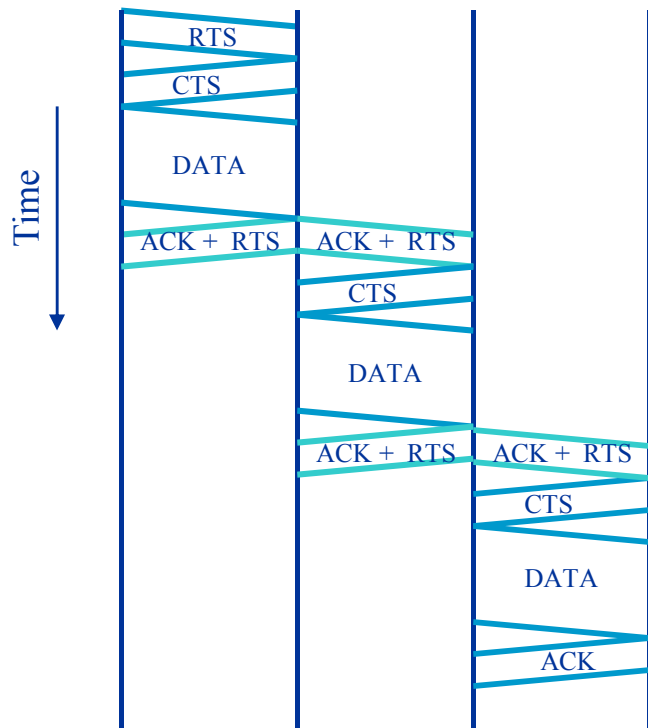 RTS
CTS
DATA
Time
ACK + RTS
ACK + RTS
CTS
DATA
ACK + RTS
ACK + RTS
CTS
DATA
ACK